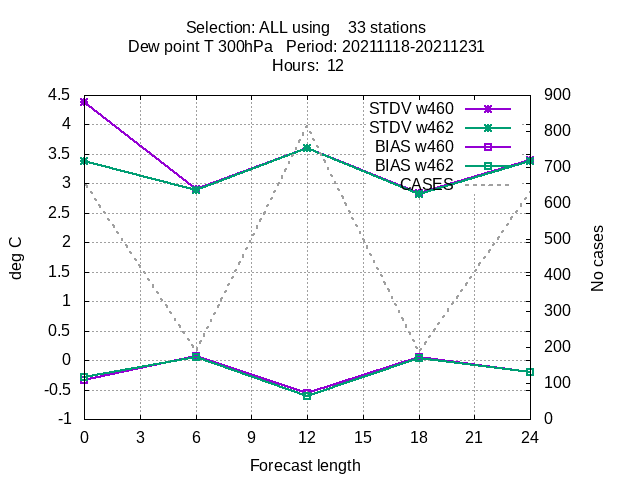 Selection: ALL using 33 stations
Dew point T 300hPa Period: 20211118-20211231
Hours: 12
STDV w460
STDV w462
BIAS w460
BIAS w462
CASES
deg C
4.5
4
3.5
3
2.5
2
1.5
1
0.5
0
-0.5
-1
900
800
700
600
500
400
300
200
100
0
No cases
0 3 6 9 12 15 18 21 24
Forecast length